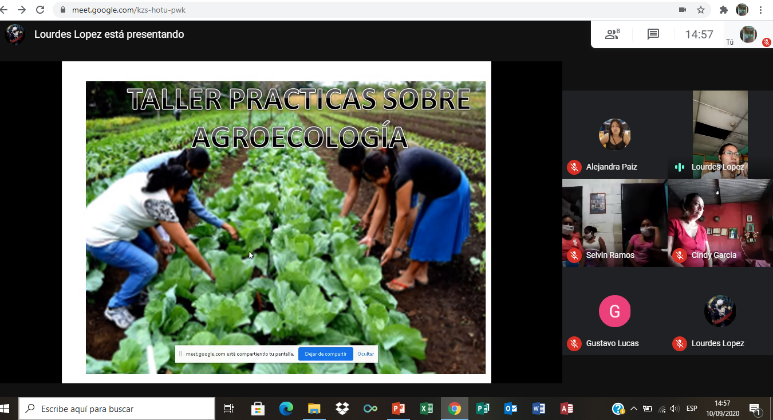 meet.google.com/kzs-hotu-pwk
Lourdes Lopez está presentando
8
14:57
Tú
TALLER PRACTICAS SOBRE
AGROECOLOGÍA
meet.google.com está compartiendo tu pantalla.
Dejar de compartir
Ocultar
Alejandra Paiz
Lourdes Lopez
Selvin Ramos
Cindy Garcia
G
Gustavo Lucas
Lourdes Lopez
Escribe aquí para buscar
ESP
14:57
10/09/2020